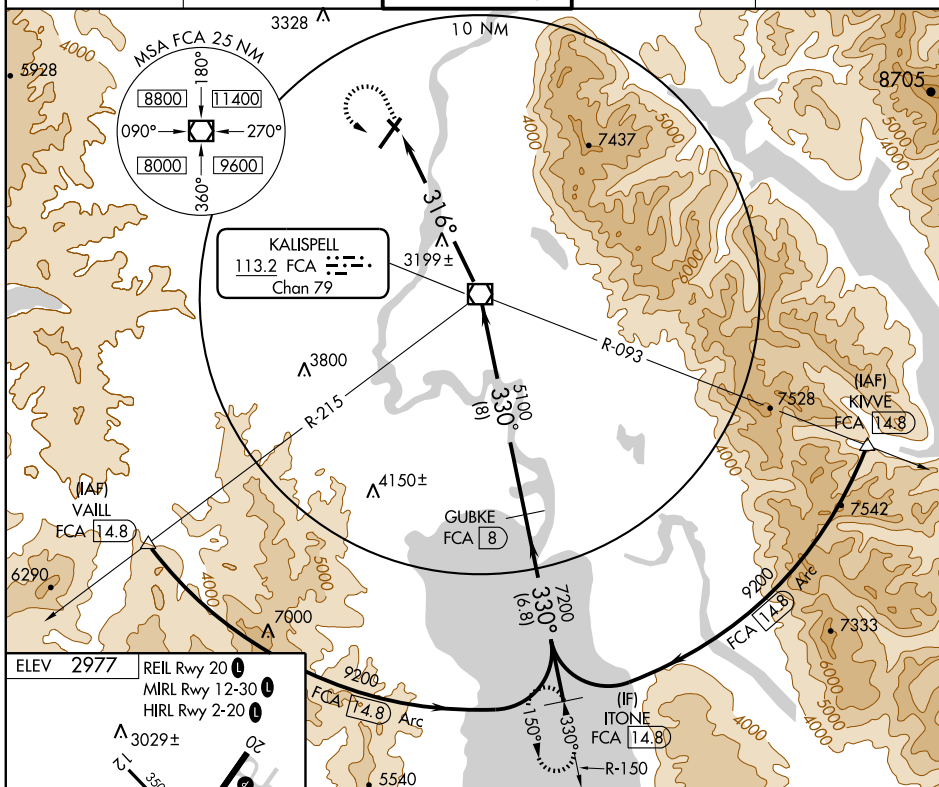 3328
10 NM
4000
5928
MSA FCA 25 NM
180°
8800
11400
090°
270°
8000
9600
360°
4000
5000
8705
4000
5000
7437
6000
316°
KALISPELL
113.2 FCA
Chan 79
3199±
R-093
3800
R-215
5100
330°
(8)
7528
(IAF)
KIVVE
FCA 14.8
4000
4150±
(IAF)
VAILL
FCA 14.8
GUBKE
FCA 8
7542
6290
4000
5000
7200
330°
(6.8)
9200
FCA 14.8 Arc
7000
7333
6000
9200
FCA 14.8 Arc
(IF)
ITONE
FCA 14.8
150°
330°
R-150
4000
5000
4000
5540
ELEV 2977
REIL Rwy 20 L
MIRL Rwy 12-30 L
HIRL Rwy 2-20 L
3029±
20
12